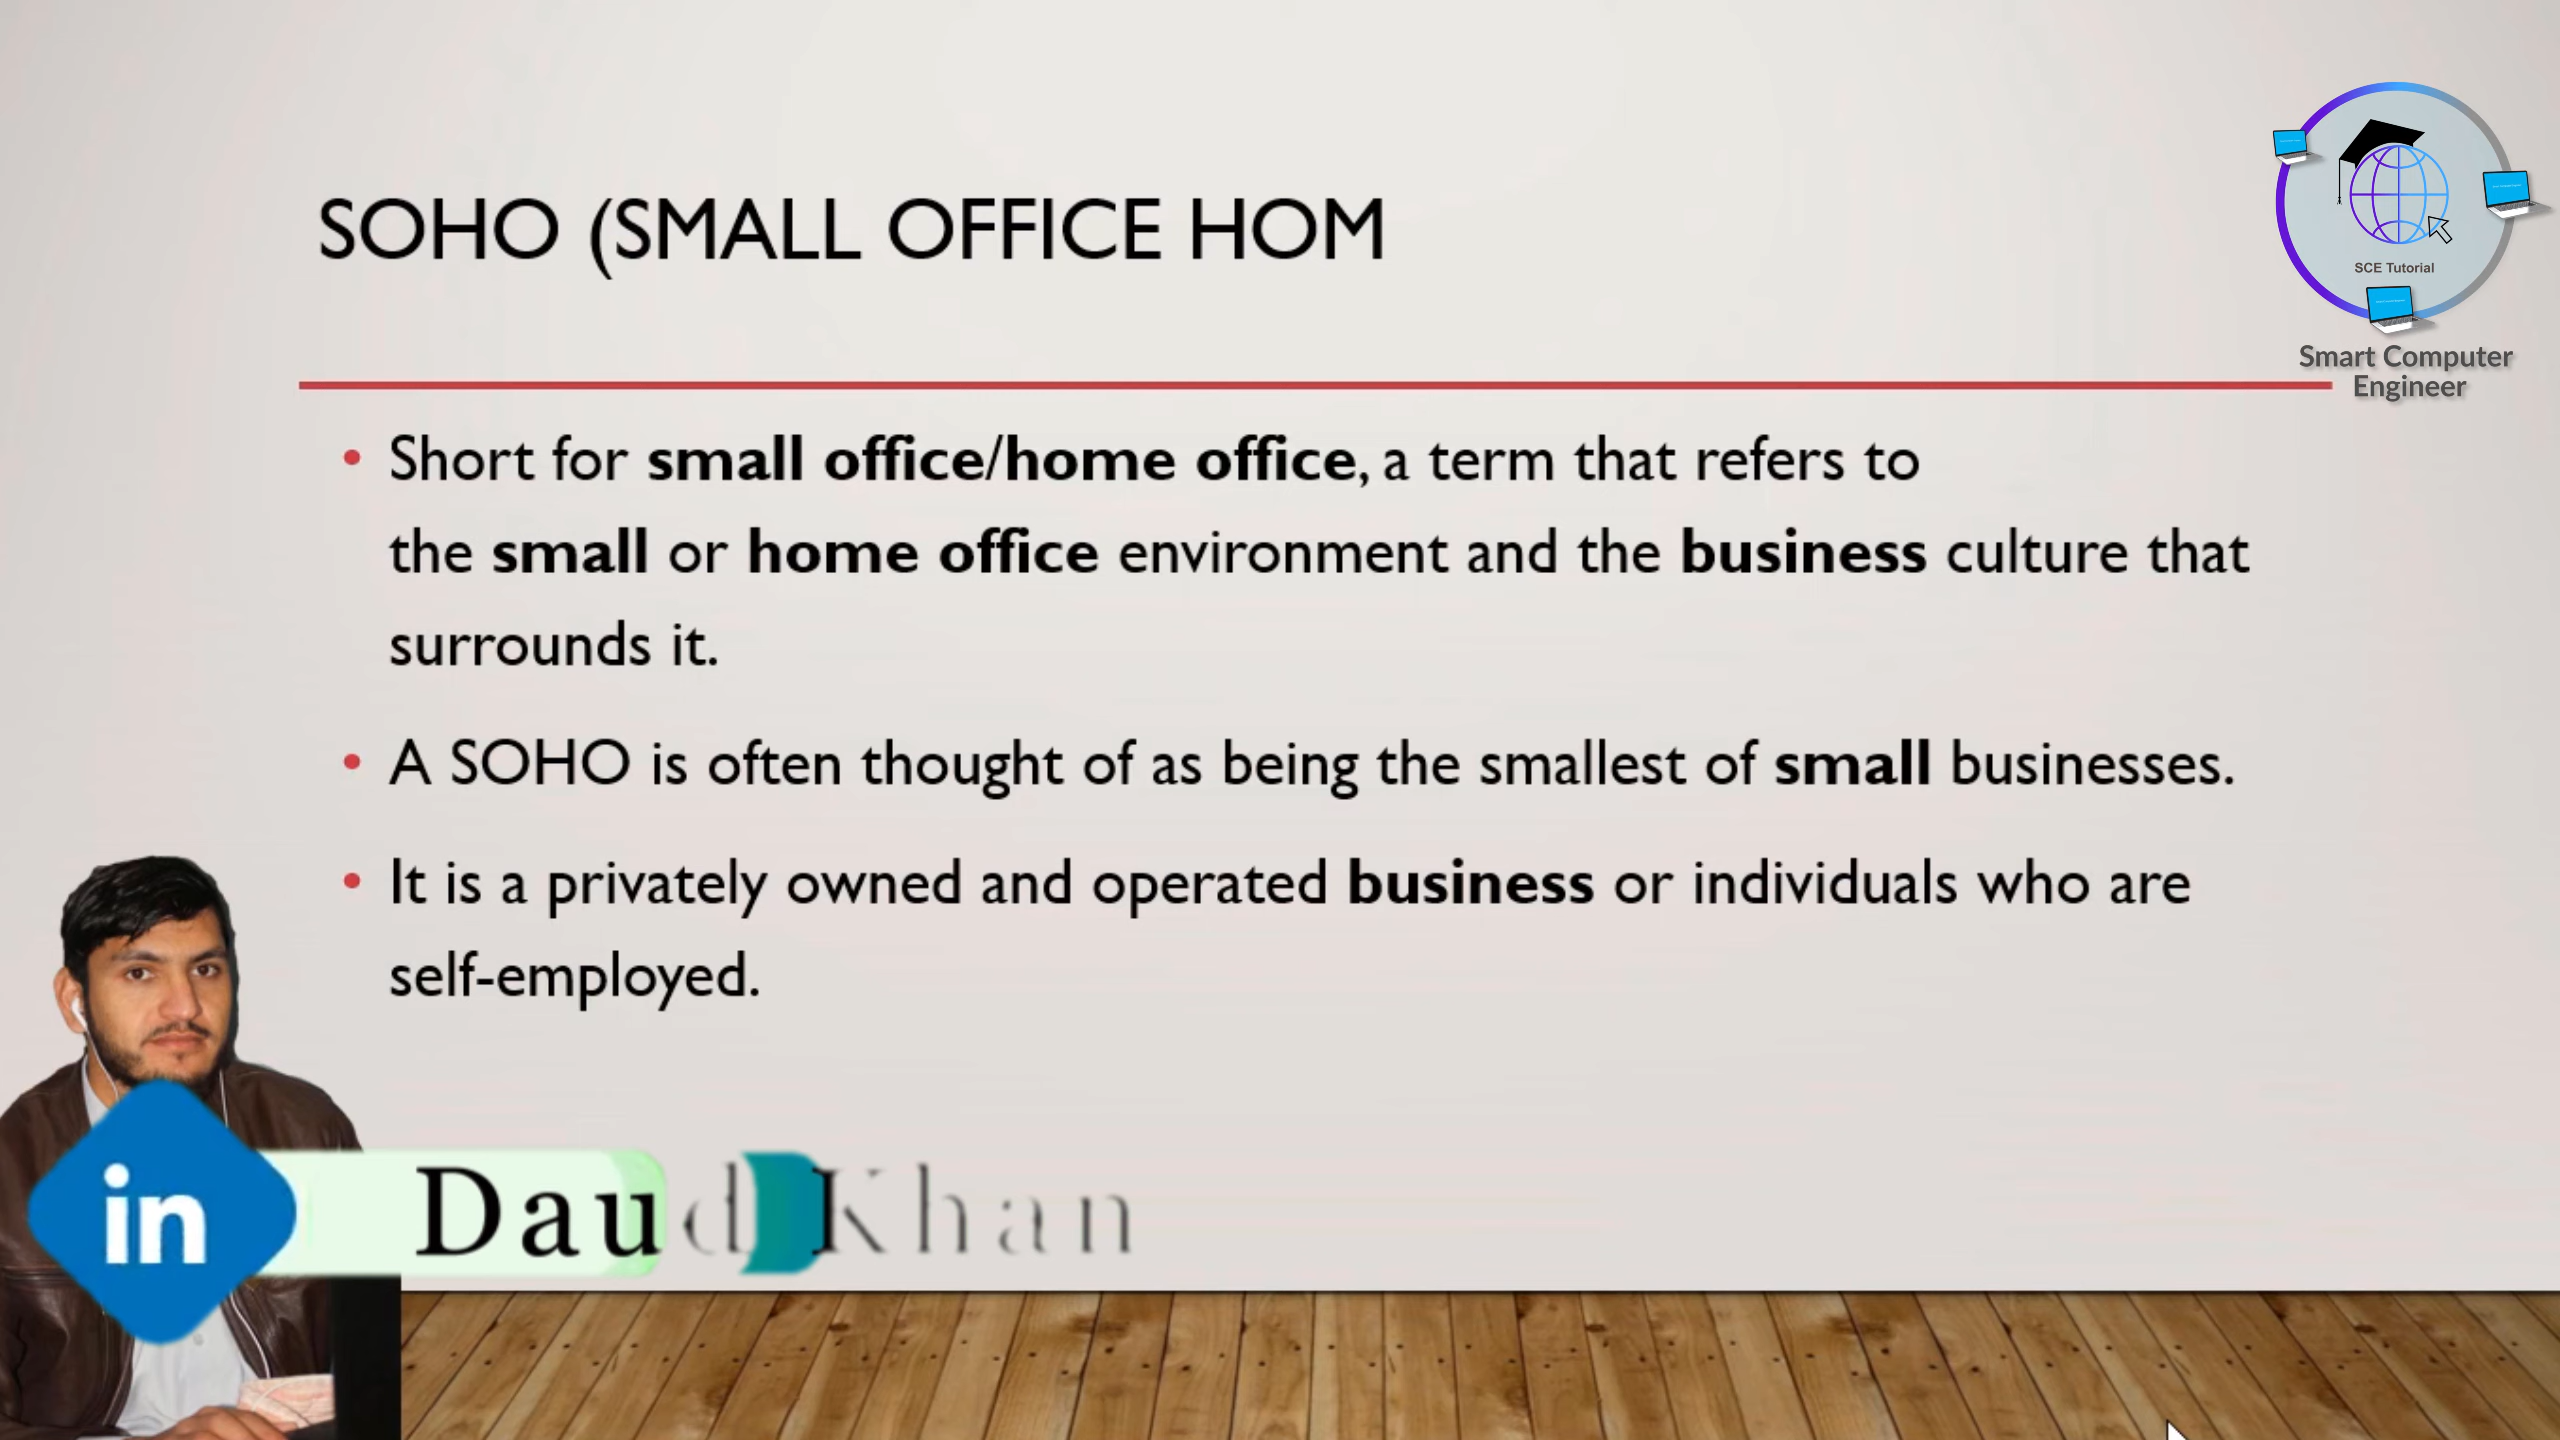 SOHO (SMALL OFFICE HOM
SCE Tutorial
Smart Computer
Engineer
• Short for small office/home office, a term that refers to
the small or home office environment and the business culture that
surrounds it.
• A SOHO is often thought of as being the smallest of small businesses.
• It is a privately owned and operated business or individuals who are
self-employed.
in
Daud Khan